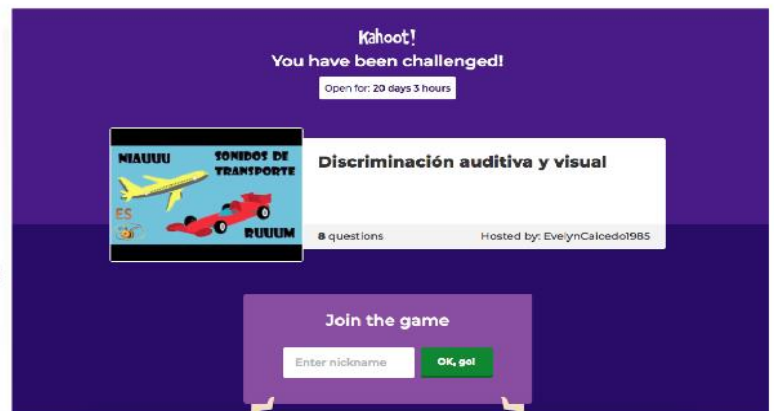 Kahoot!
You have been challenged!
Open for: 20 days 3 hours
NIAUUU
SONIDOS DE
TRANSPORTE
ES
RUUUM
Discriminación auditiva y visual
8 questions
Hosted by: EvelynCaicedo1985
Join the game
Enter nickname
OK, go!